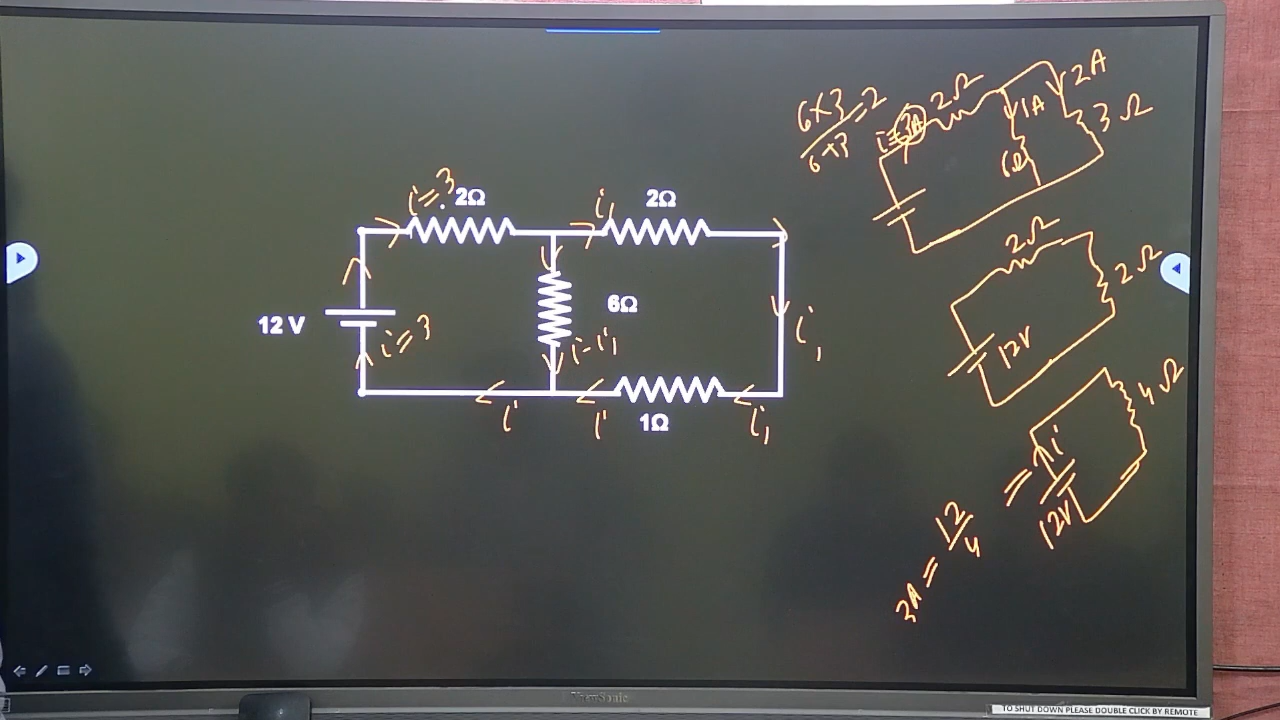 6×3/6+3=2
i=3A
2Ω
1A
2A
6Ω
3Ω
i=3
2Ω
i₁
2Ω
12 V
i=3
6Ω
i-i₁
i₁
i
i
1Ω
i₁
2Ω
2Ω
12V
4Ω
i
12V
=
3A = 12/4
ViewSonic
TO SHUT DOWN PLEASE DOUBLE CLICK BY REMOTE